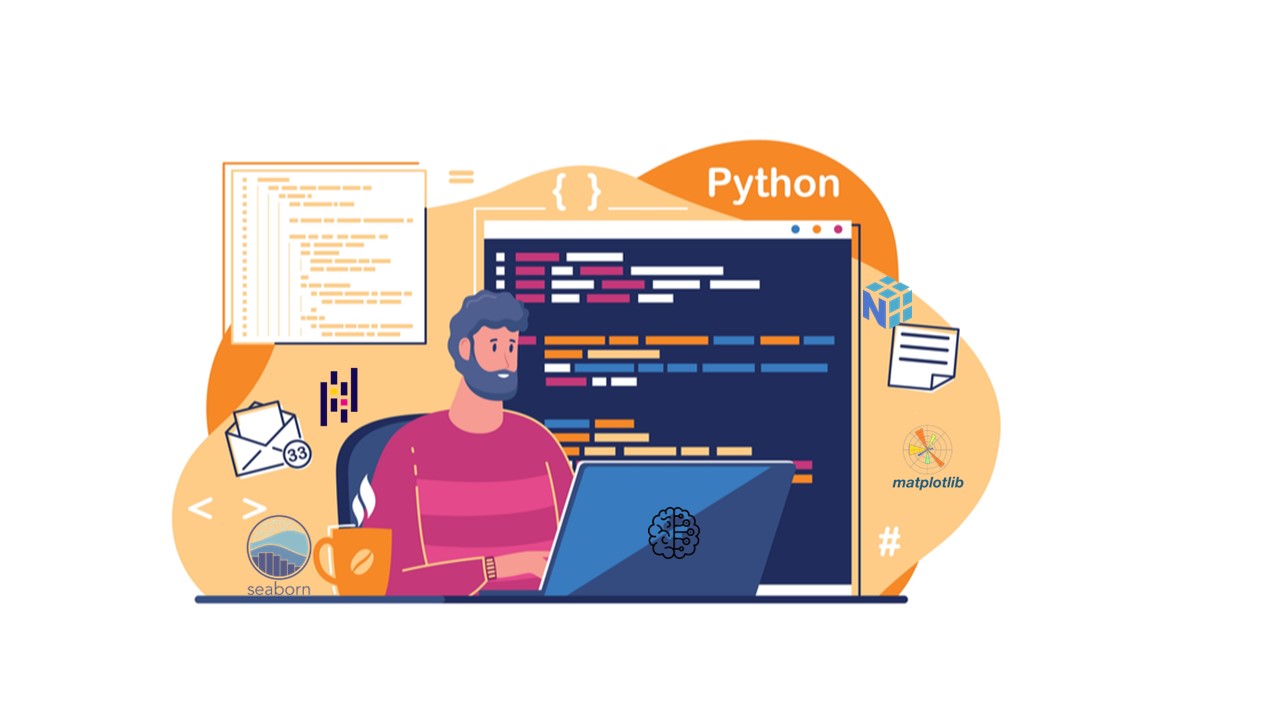 =
{ }
Python
N
33
matplotlib
< >
#
seaborn